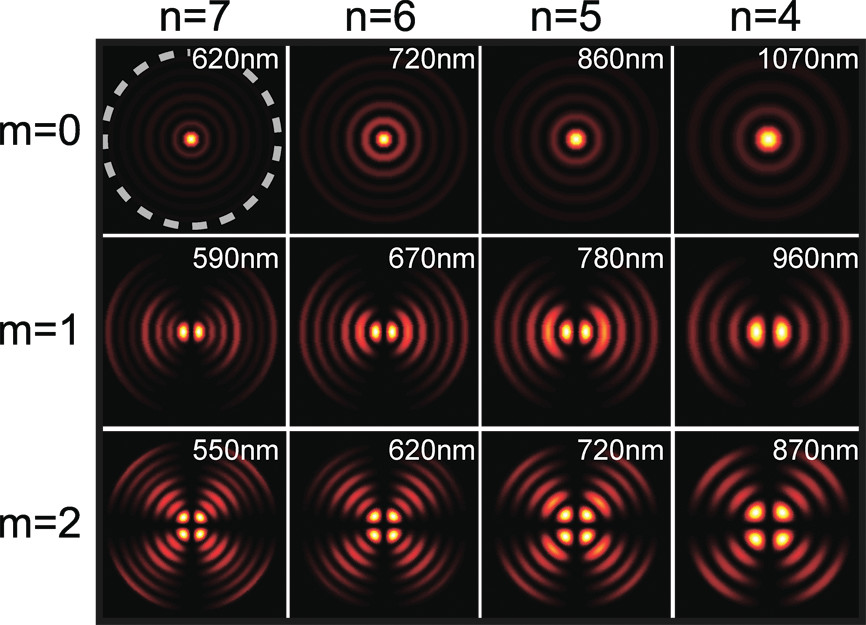 n=7 n=6 n=5 n=4
m=0 620nm 720nm 860nm 1070nm
m=1 590nm 670nm 780nm 960nm
m=2 550nm 620nm 720nm 870nm